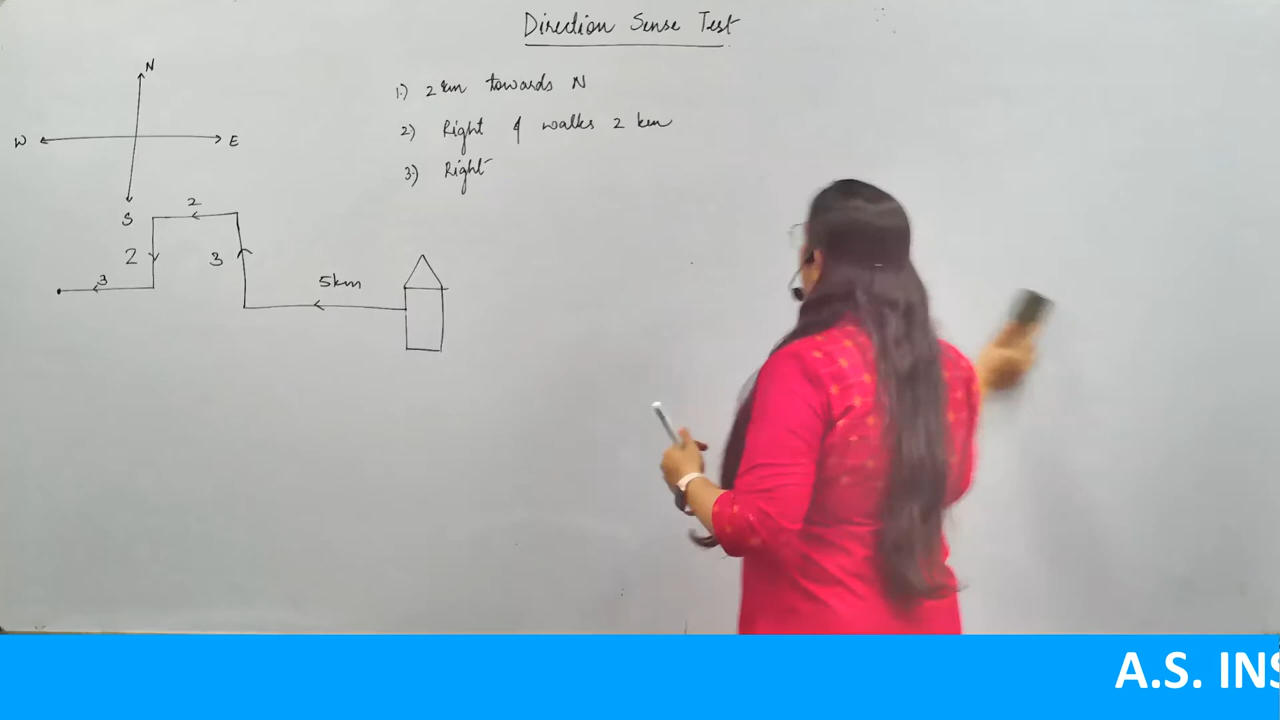 Direction Sense Test
N
W
E
S
1.) 2 km towards N
2) Right & walks 2 km
3.) Right
2
2
3
3
5km
A.S. INS